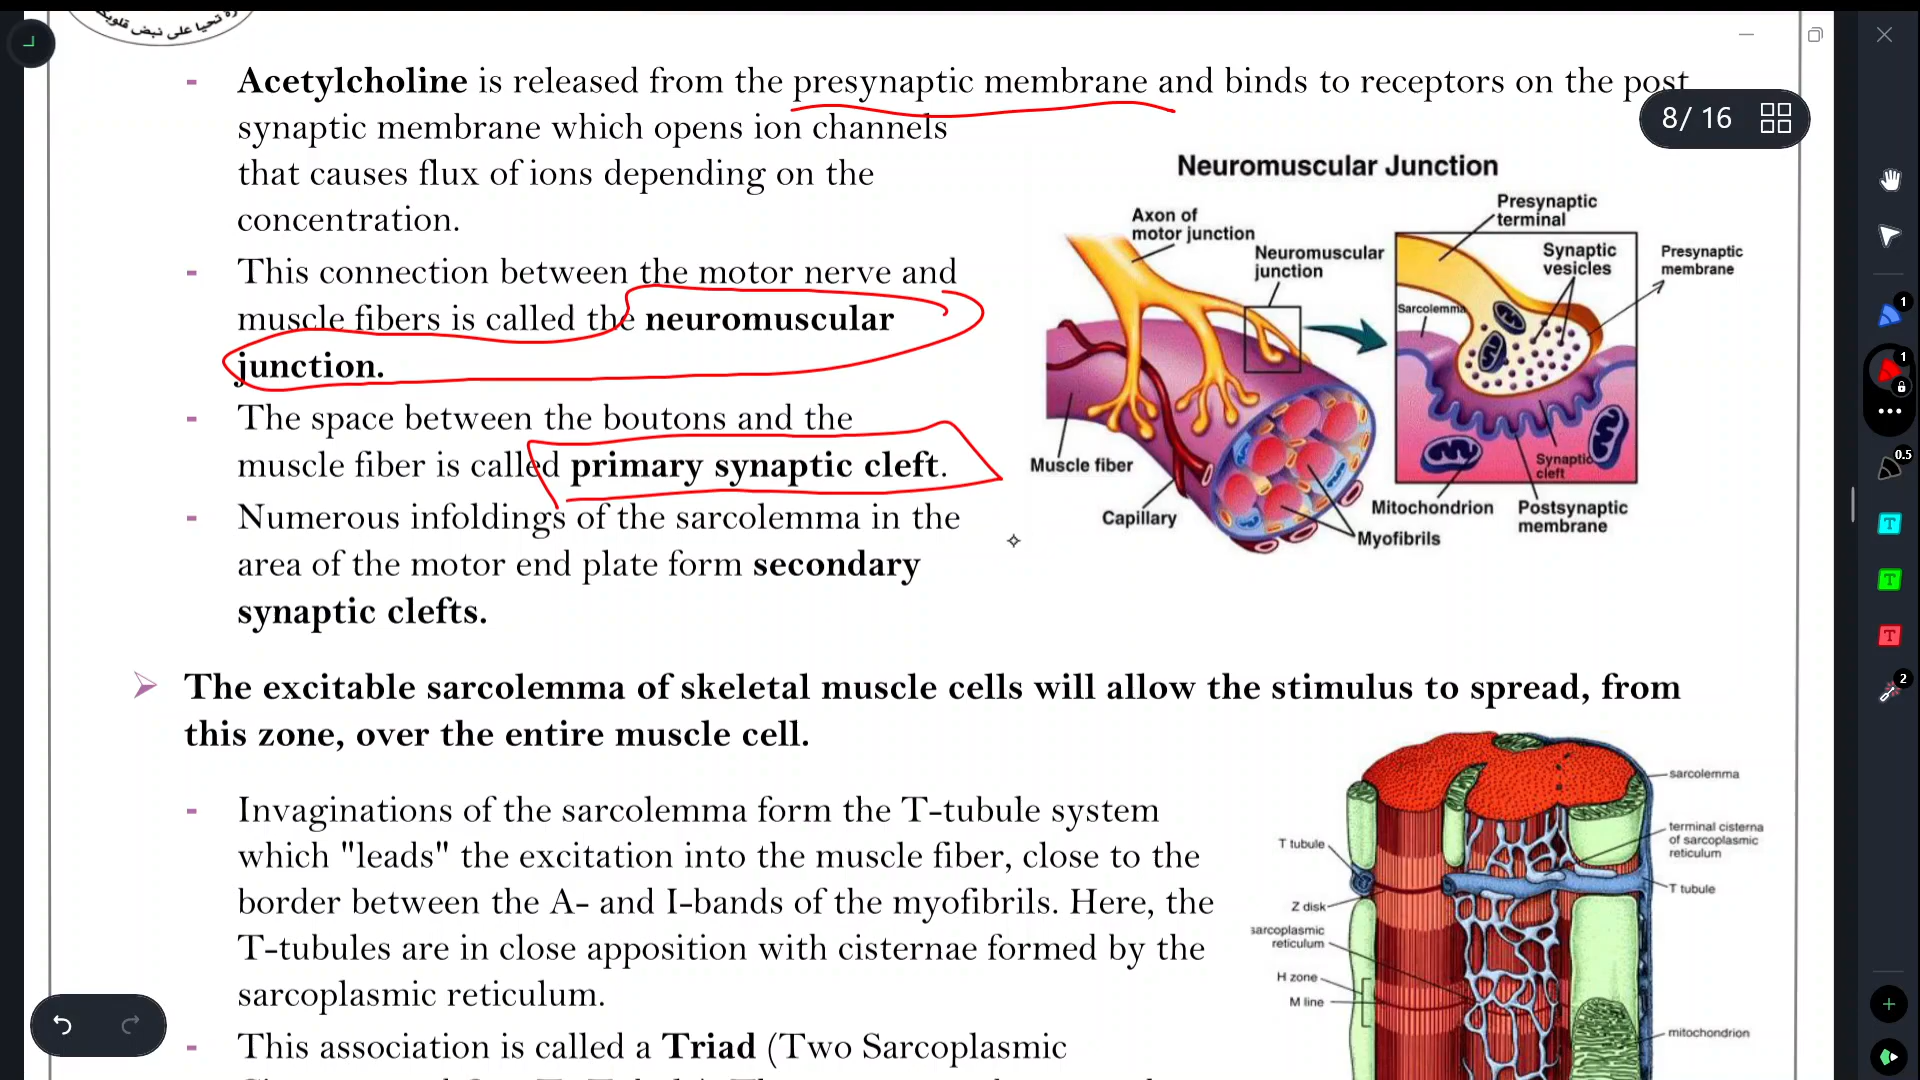 ة تحيا على نبض قلوبكم
- Acetylcholine is released from the presynaptic membrane and binds to receptors on the post
8/ 16
synaptic membrane which opens ion channels
that causes flux of ions depending on the
concentration.
- This connection between the motor nerve and
muscle fibers is called the neuromuscular
junction.
- The space between the boutons and the
muscle fiber is called primary synaptic cleft.
- Numerous infoldings of the sarcolemma in the
area of the motor end plate form secondary
synaptic clefts.
Neuromuscular Junction
Axon of
motor junction
Neuromuscular
junction
Presynaptic
terminal
Synaptic
vesicles
Presynaptic
membrane
Sarcolemma
Synaptic
cleft
Muscle fiber
Capillary
Mitochondrion
Postsynaptic
membrane
Myofibrils
The excitable sarcolemma of skeletal muscle cells will allow the stimulus to spread, from
this zone, over the entire muscle cell.
- Invaginations of the sarcolemma form the T-tubule system
which "leads" the excitation into the muscle fiber, close to the
border between the A- and I-bands of the myofibrils. Here, the
T-tubules are in close apposition with cisternae formed by the
sarcoplasmic reticulum.
- This association is called a Triad (Two Sarcoplasmic
sarcolemma
terminal cisterna
of sarcoplasmic
reticulum
T tubule
T tubule
Z disk
sarcoplasmic
reticulum
H zone
M line
mitochondrion
1
1
0.5
T
T
T
2